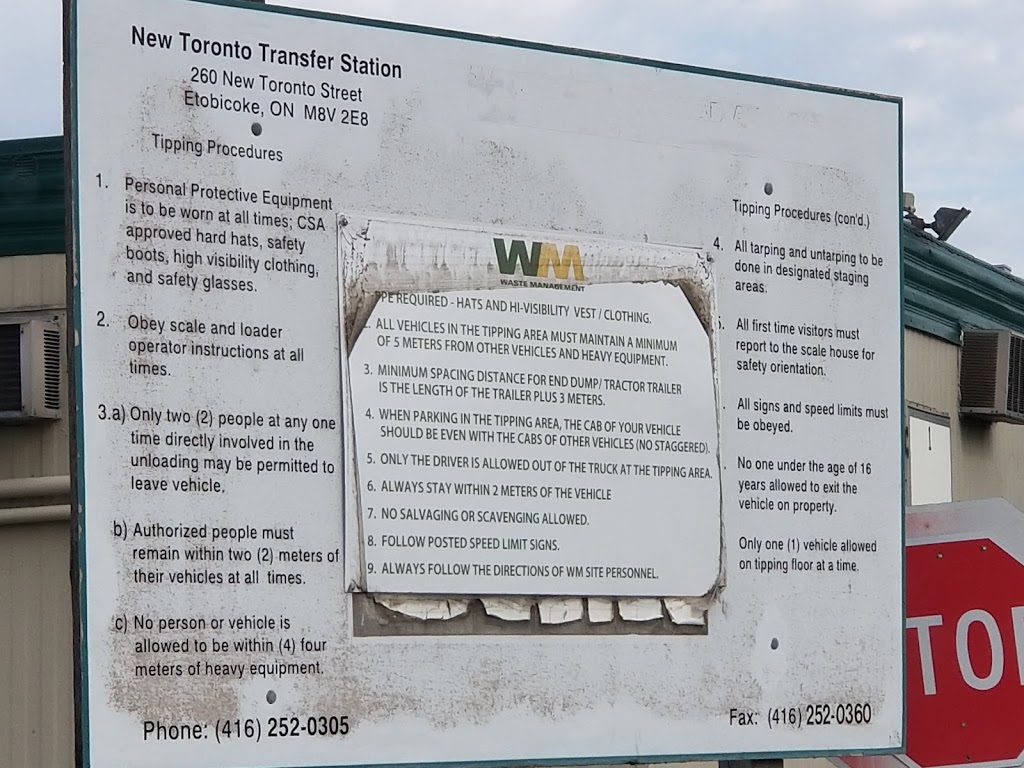 New Toronto Transfer Station
260 New Toronto Street
Etobicoke, ON M8V 2E8
Tipping Procedures
1. Personal Protective Equipment
is to be worn at all times; CSA
approved hard hats, safety
boots, high visibility clothing,
and safety glasses.
2. Obey scale and loader
operator instructions at all
times.
3.a) Only two (2) people at any one
time directly involved in the
unloading may be permitted to
leave vehicle.
b) Authorized people must
remain within two (2) meters of
their vehicles at all times.
c) No person or vehicle is
allowed to be within (4) four
meters of heavy equipment.
Phone: (416) 252-0305
WM
WASTE MANAGEMENT
REQUIRED - HATS AND HI-VISIBILITY VEST / CLOTHING.
ALL VEHICLES IN THE TIPPING AREA MUST MAINTAIN A MINIMUM
OF 5 METERS FROM OTHER VEHICLES AND HEAVY EQUIPMENT.
3. MINIMUM SPACING DISTANCE FOR END DUMP/ TRACTOR TRAILER
IS THE LENGTH OF THE TRAILER PLUS 3 METERS.
4. WHEN PARKING IN THE TIPPING AREA, THE CAB OF YOUR VEHICLE
SHOULD BE EVEN WITH THE CABS OF OTHER VEHICLES (NO STAGGERED).
5. ONLY THE DRIVER IS ALLOWED OUT OF THE TRUCK AT THE TIPPING AREA.
6. ALWAYS STAY WITHIN 2 METERS OF THE VEHICLE
7. NO SALVAGING OR SCAVENGING ALLOWED.
8. FOLLOW POSTED SPEED LIMIT SIGNS.
9. ALWAYS FOLLOW THE DIRECTIONS OF WM SITE PERSONNEL.
Tipping Procedures (con'd.)
4. All tarping and untarping to be
done in designated staging
areas.
All first time visitors must
report to the scale house for
safety orientation.
All signs and speed limits must
be obeyed.
No one under the age of 16
years allowed to exit the
vehicle on property.
Only one (1) vehicle allowed
on tipping floor at a time.
Fax: (416) 252-0360
1
TO